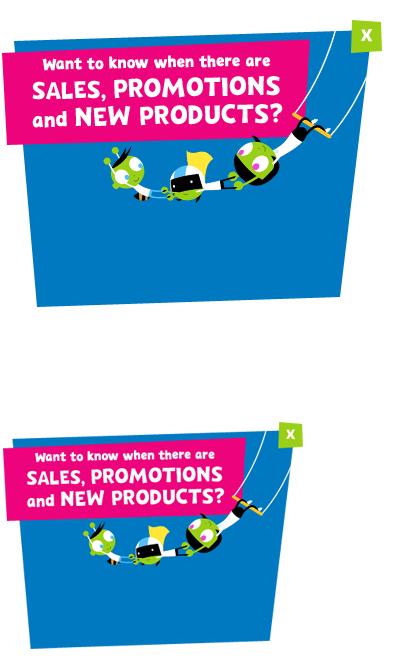 X
Want to know when there are
SALES, PROMOTIONS
and NEW PRODUCTS?
X
Want to know when there are
SALES, PROMOTIONS
and NEW PRODUCTS?